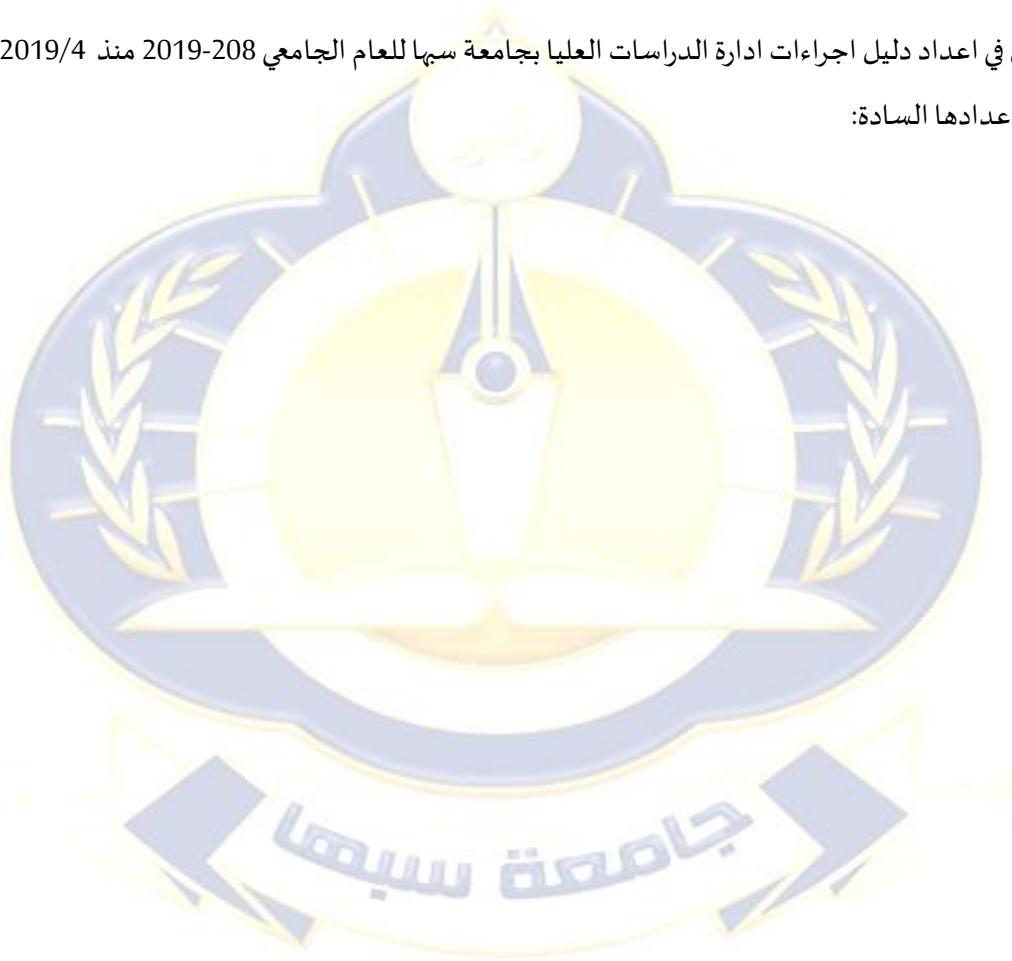 في اعداد دليل اجراءات ادارة الدراسات العليا بجامعة سبها للعام الجامعي 208-2019 منذ 2019/4
عدادها السادة:
جامعة سبها